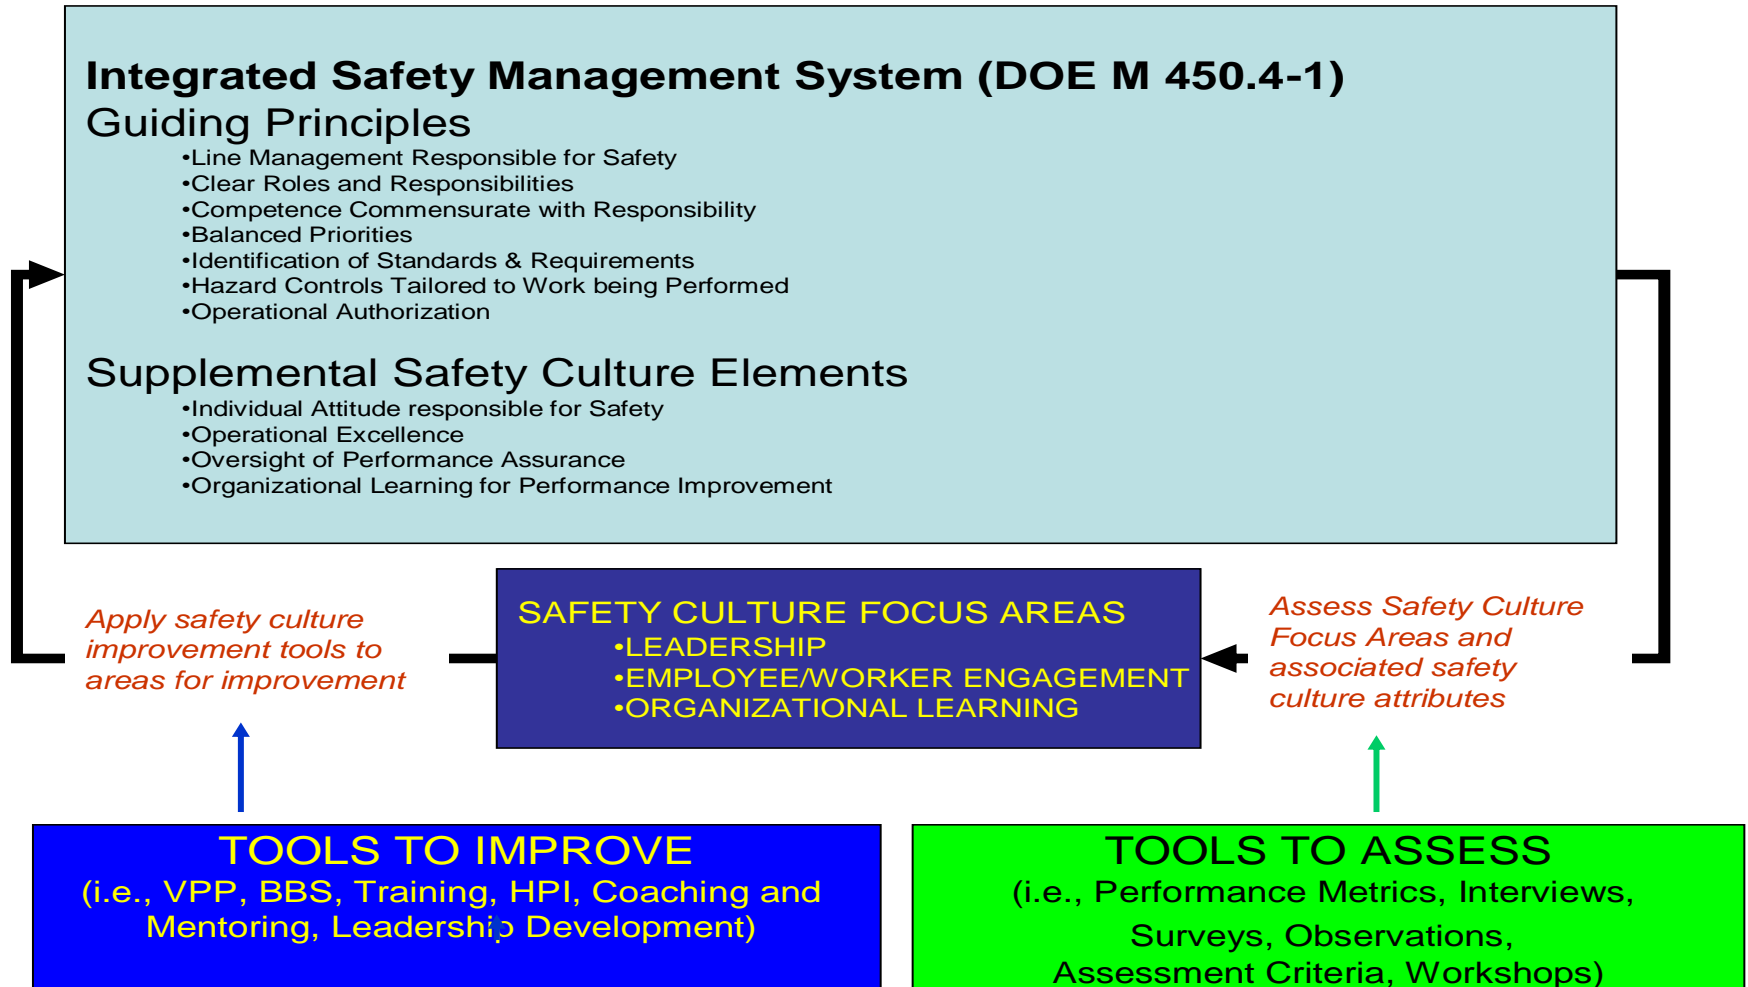 Integrated Safety Management System (DOE M 450.4-1)
Guiding Principles
•Line Management Responsible for Safety
•Clear Roles and Responsibilities
•Competence Commensurate with Responsibility
•Balanced Priorities
•Identification of Standards & Requirements
•Hazard Controls Tailored to Work being Performed
•Operational Authorization
Supplemental Safety Culture Elements
•Individual Attitude responsible for Safety
•Operational Excellence
•Oversight of Performance Assurance
•Organizational Learning for Performance Improvement
Apply safety culture
improvement tools to
areas for improvement
SAFETY CULTURE FOCUS AREAS
•LEADERSHIP
•EMPLOYEE/WORKER ENGAGEMENT
•ORGANIZATIONAL LEARNING
Assess Safety Culture
Focus Areas and
associated safety
culture attributes
TOOLS TO IMPROVE
(i.e., VPP, BBS, Training, HPI, Coaching and
Mentoring, Leadership Development)
TOOLS TO ASSESS
(i.e., Performance Metrics, Interviews,
Surveys, Observations,
Assessment Criteria, Workshops)